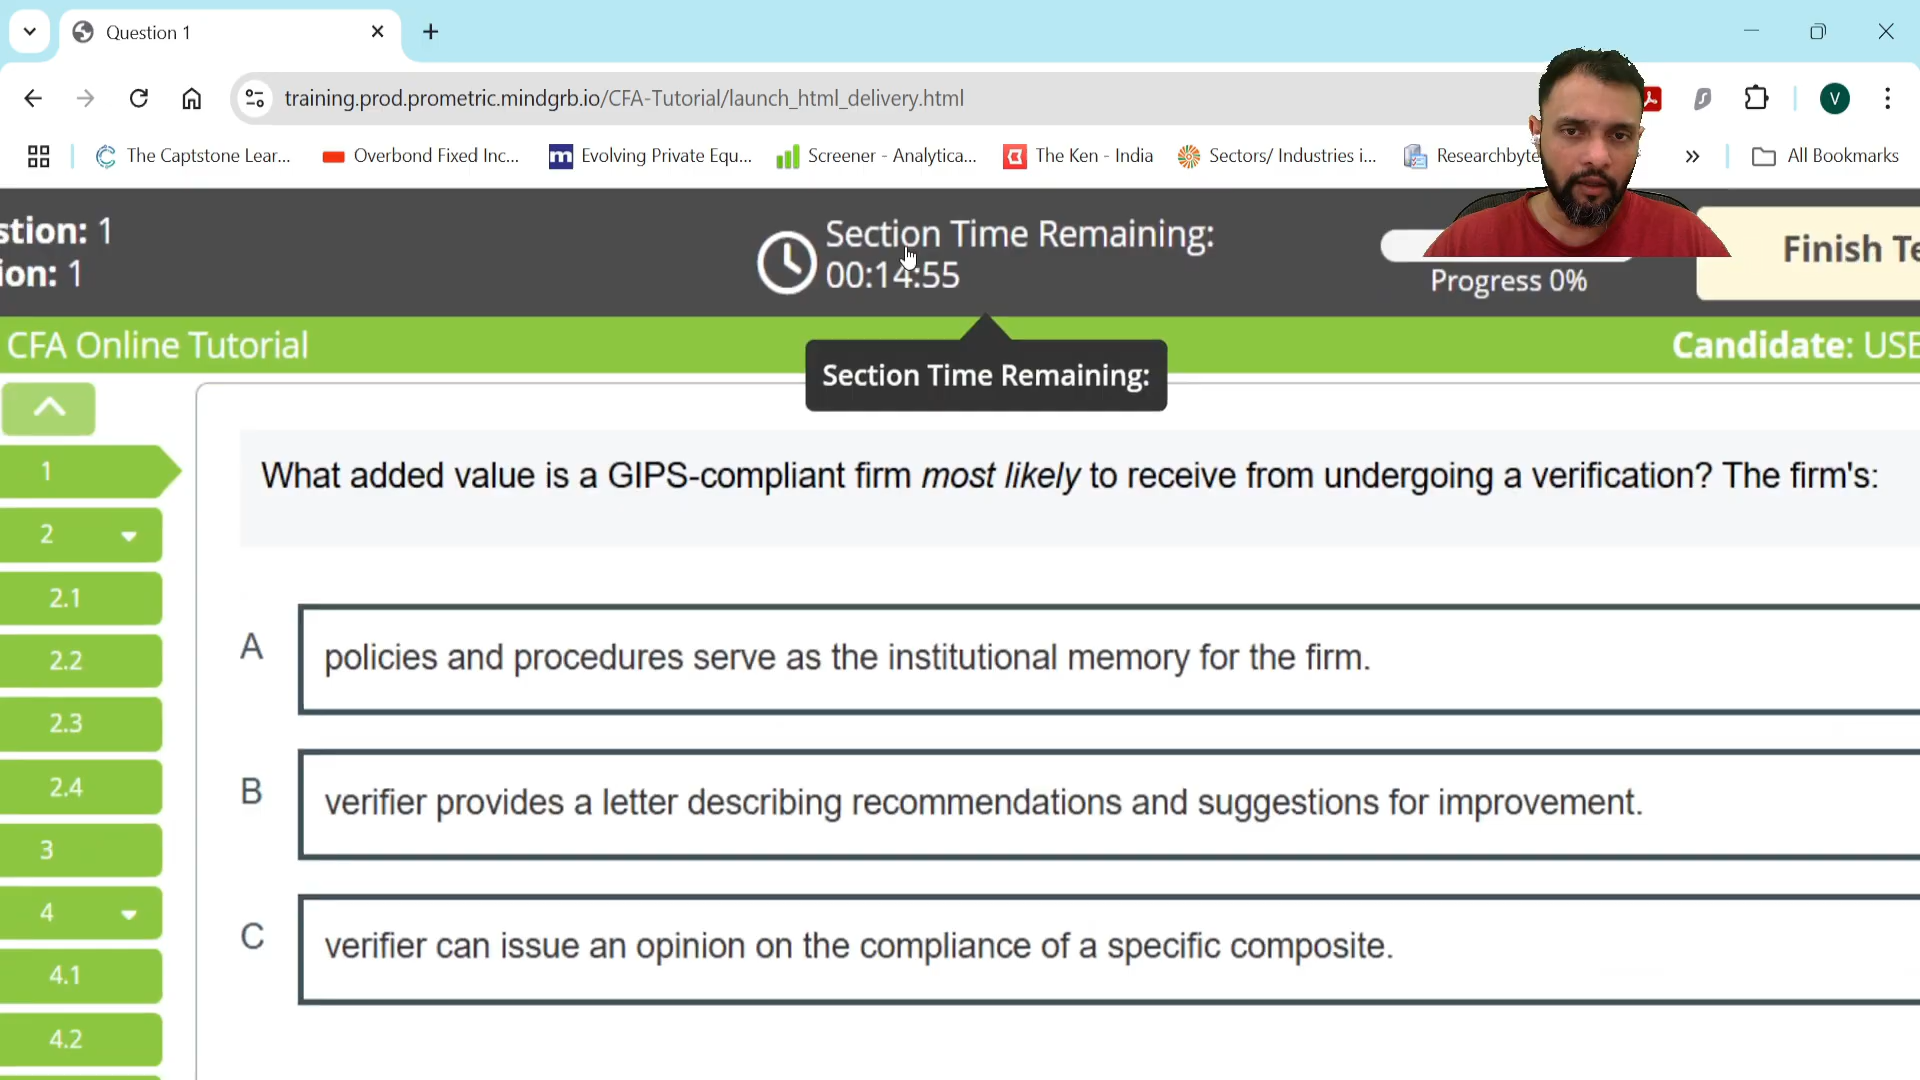 Question 1
training.prod.prometric.mindgrb.io/CFA-Tutorial/launch_html_delivery.html
V
The Captstone Lear...
Overbond Fixed Inc...
m
Evolving Private Equ...
Screener - Analytica...
The Ken - India
Sectors/ Industries i...
Researchbyte
All Bookmarks
stion: 1
ion: 1
Section Time Remaining:
00:14:55
Progress 0%
Finish Te
CFA Online Tutorial
Candidate: USE
Section Time Remaining:
1
What added value is a GIPS-compliant firm most likely to receive from undergoing a verification? The firm's:
2
2.1
2.2
2.3
2.4
3
4
4.1
4.2
A
policies and procedures serve as the institutional memory for the firm.
B
verifier provides a letter describing recommendations and suggestions for improvement.
C
verifier can issue an opinion on the compliance of a specific composite.